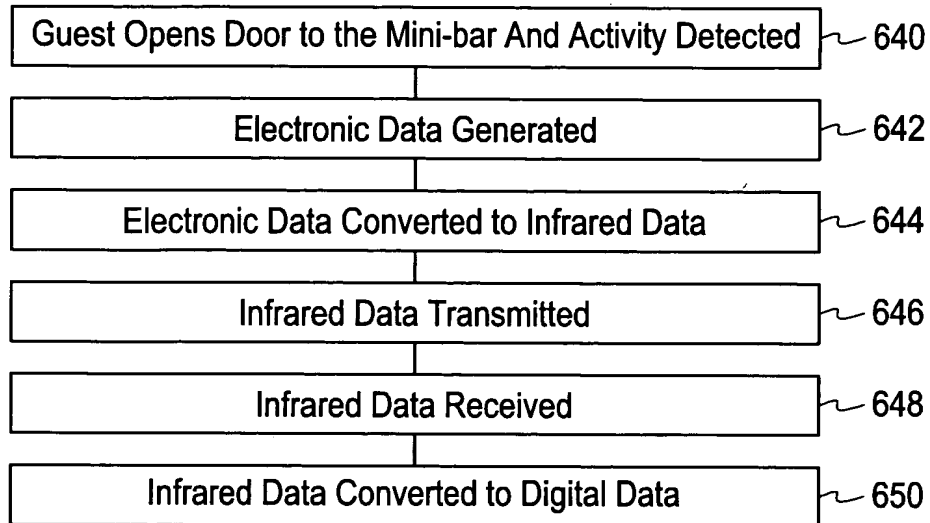 Guest Opens Door to the Mini-bar And Activity Detected 640
Electronic Data Generated 642
Electronic Data Converted to Infrared Data 644
Infrared Data Transmitted 646
Infrared Data Received 648
Infrared Data Converted to Digital Data 650